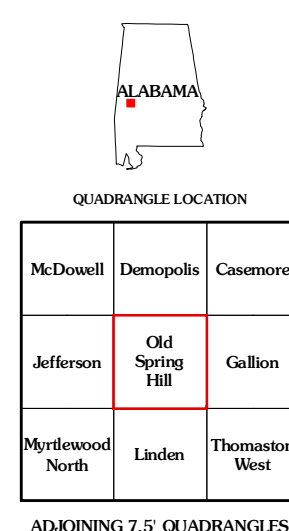 ALABAMA
QUADRANGLE LOCATION
McDowell Demopolis Casemore
Jefferson Old Spring Hill Gallion
Myrtlewood North Linden Thomaston West
ADJOINING 7.5' QUADRANGLES